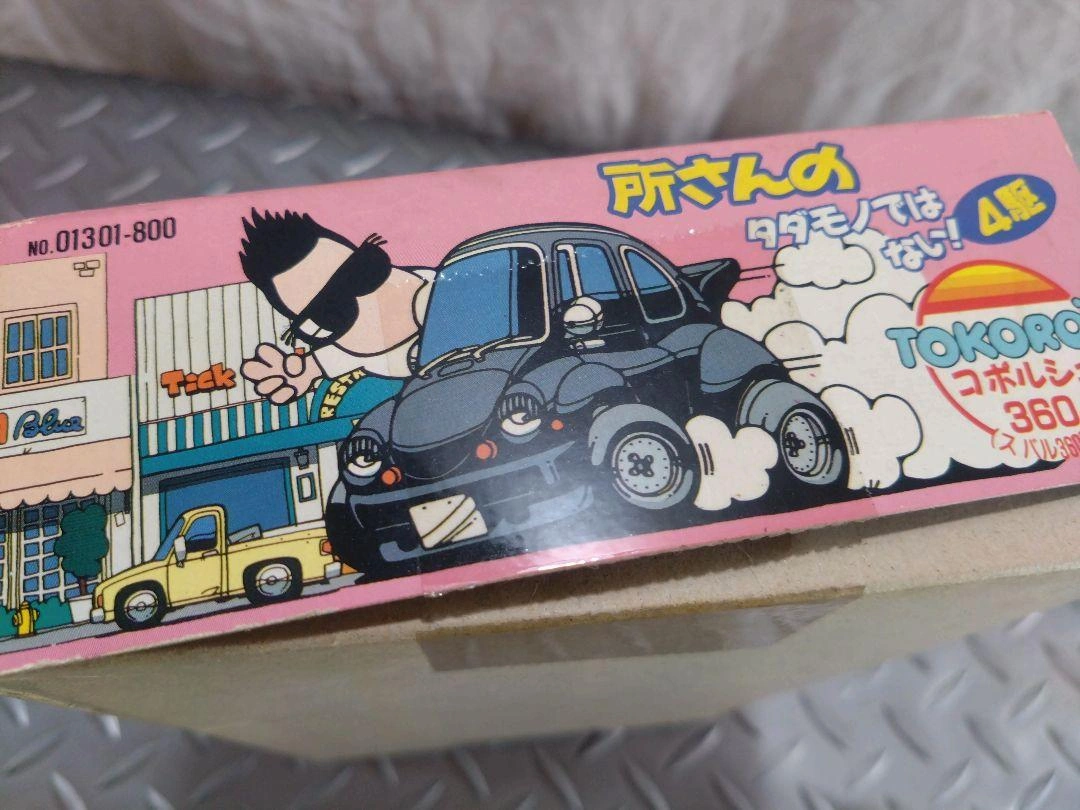 No.01301-800
所さんの
タダモノでは
ない!
4駆
TOKORO'
コポルシェ
360
(スバル360
Tick
RESTA
Blue